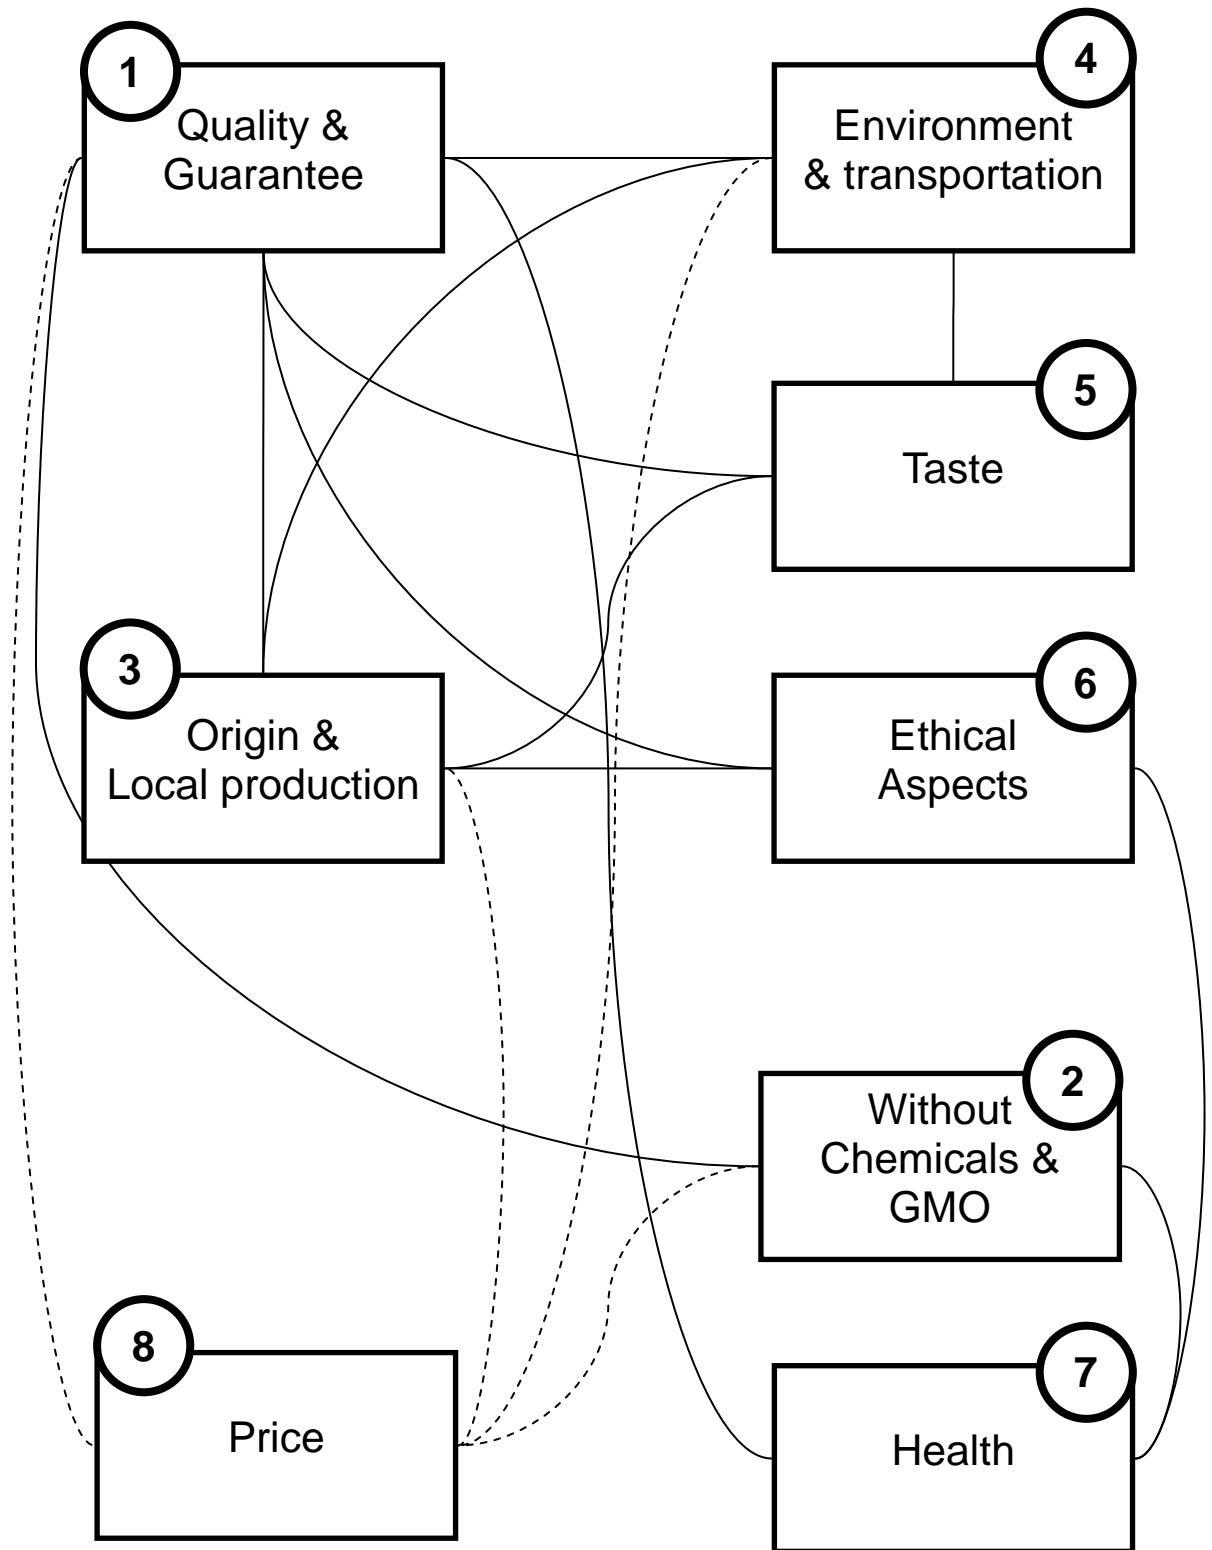 1
Quality &
Guarantee
4
Environment
& transportation
5
Taste
3
Origin &
Local production
6
Ethical
Aspects
2
Without
Chemicals &
GMO
8
Price
7
Health